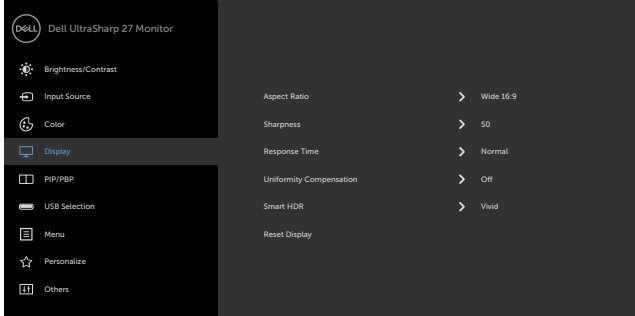 DELL Dell UltraSharp 27 Monitor
Brightness/Contrast
Input Source
Aspect Ratio Wide 16:9
Color
Sharpness 50
Display
Response Time Normal
PIP/PBP
Uniformity Compensation Off
USB Selection
Smart HDR Vivid
Menu
Reset Display
Personalize
Others